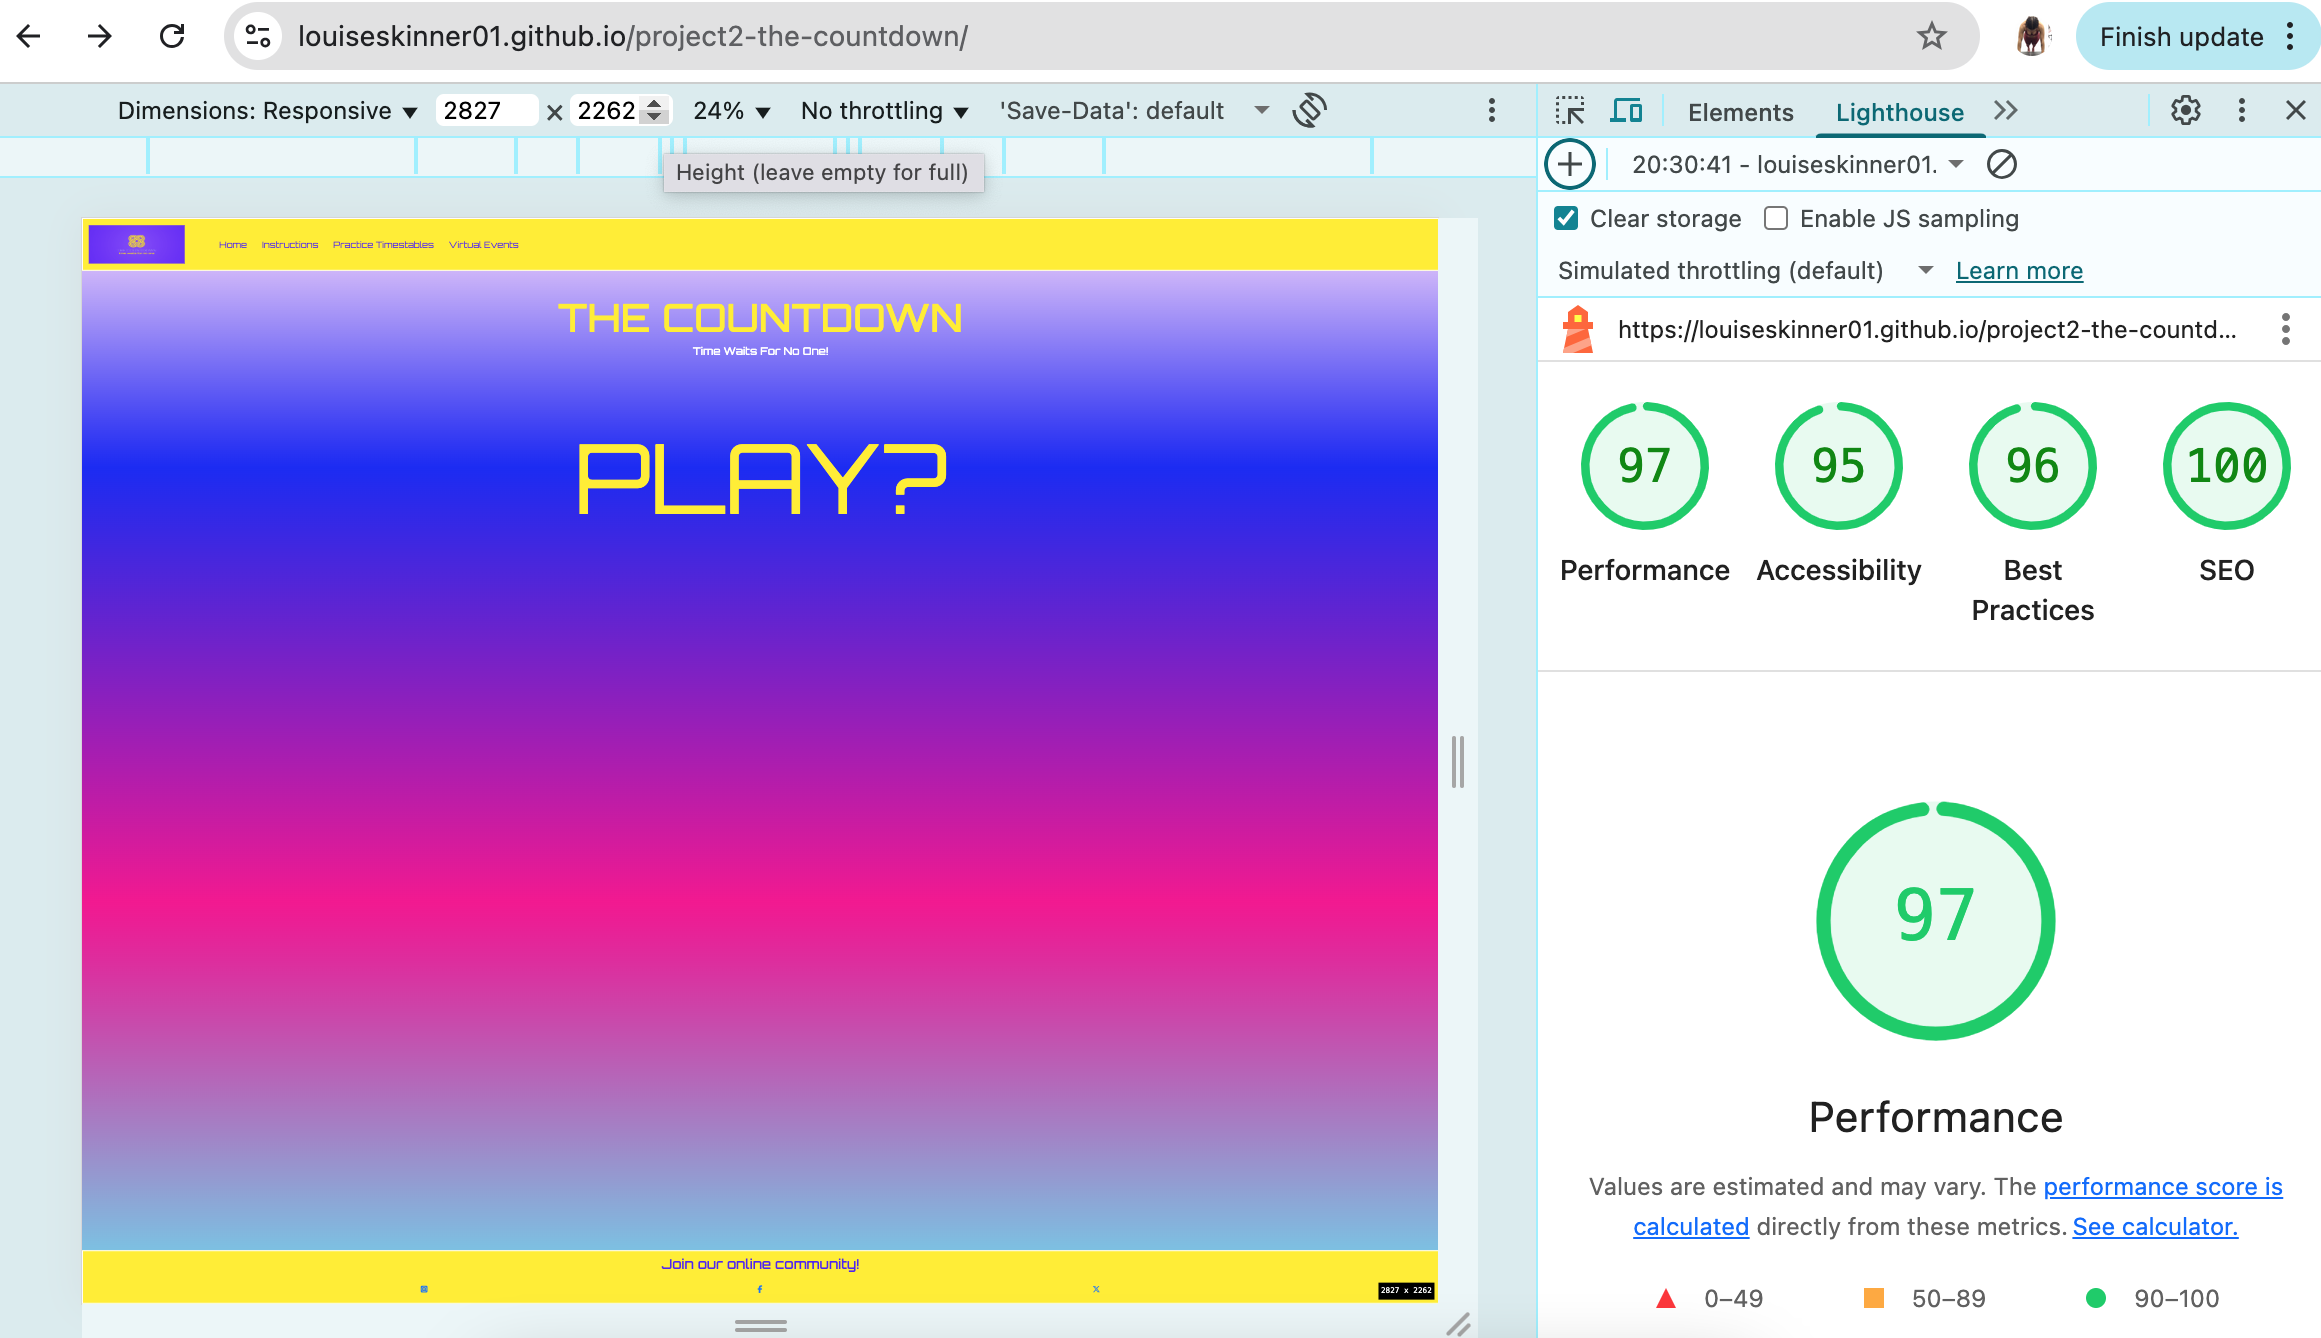 louiseskinner01.github.io/project2-the-countdown/
Finish update
Dimensions: Responsive 2827 × 2262 24% No throttling 'Save-Data': default
Height (leave empty for full)
Home Instructions Practice Timestables Virtual Events
THE COUNTDOWN
Time Waits For No One!
PLAY?
Join our online community!
2827 x 2262
Elements Lighthouse
20:30:41 - louiseskinner01.
Clear storage Enable JS sampling
Simulated throttling (default) Learn more
https://louiseskinner01.github.io/project2-the-countd...
97 95 96 100
Performance Accessibility Best Practices SEO
97
Performance
Values are estimated and may vary. The performance score is
calculated directly from these metrics. See calculator.
0–49 50–89 90–100